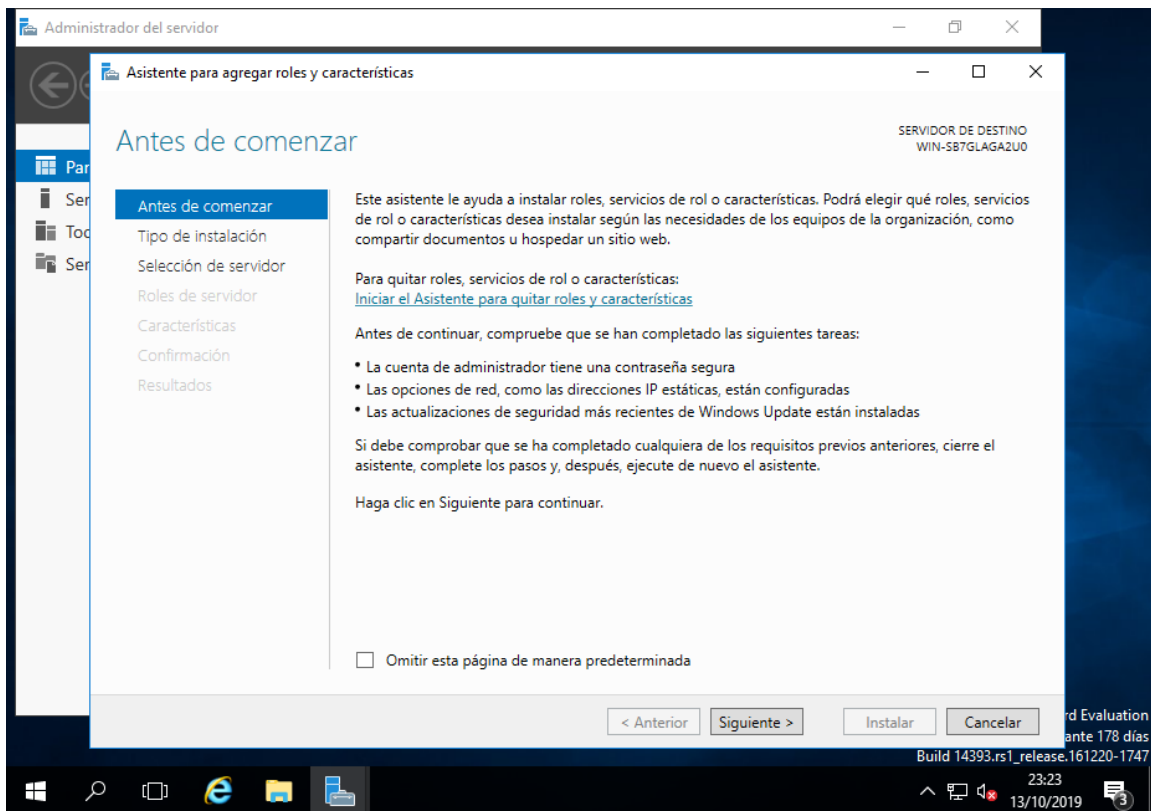 Administrador del servidor
Asistente para agregar roles y características
Antes de comenzar
SERVIDOR DE DESTINO
WIN-SB7GLAGA2U0
Par
Ser
Tod
Ser
Antes de comenzar
Tipo de instalación
Selección de servidor
Roles de servidor
Características
Confirmación
Resultados
Este asistente le ayuda a instalar roles, servicios de rol o características. Podrá elegir qué roles, servicios
de rol o características desea instalar según las necesidades de los equipos de la organización, como
compartir documentos u hospedar un sitio web.
Para quitar roles, servicios de rol o características:
Iniciar el Asistente para quitar roles y características
Antes de continuar, compruebe que se han completado las siguientes tareas:
• La cuenta de administrador tiene una contraseña segura
• Las opciones de red, como las direcciones IP estáticas, están configuradas
• Las actualizaciones de seguridad más recientes de Windows Update están instaladas
Si debe comprobar que se ha completado cualquiera de los requisitos previos anteriores, cierre el
asistente, complete los pasos y, después, ejecute de nuevo el asistente.
Haga clic en Siguiente para continuar.
Omitir esta página de manera predeterminada
< Anterior
Siguiente >
Instalar
Cancelar
rd Evaluation
ante 178 días
Build 14393.rs1_release.161220-1747
23:23
13/10/2019
3